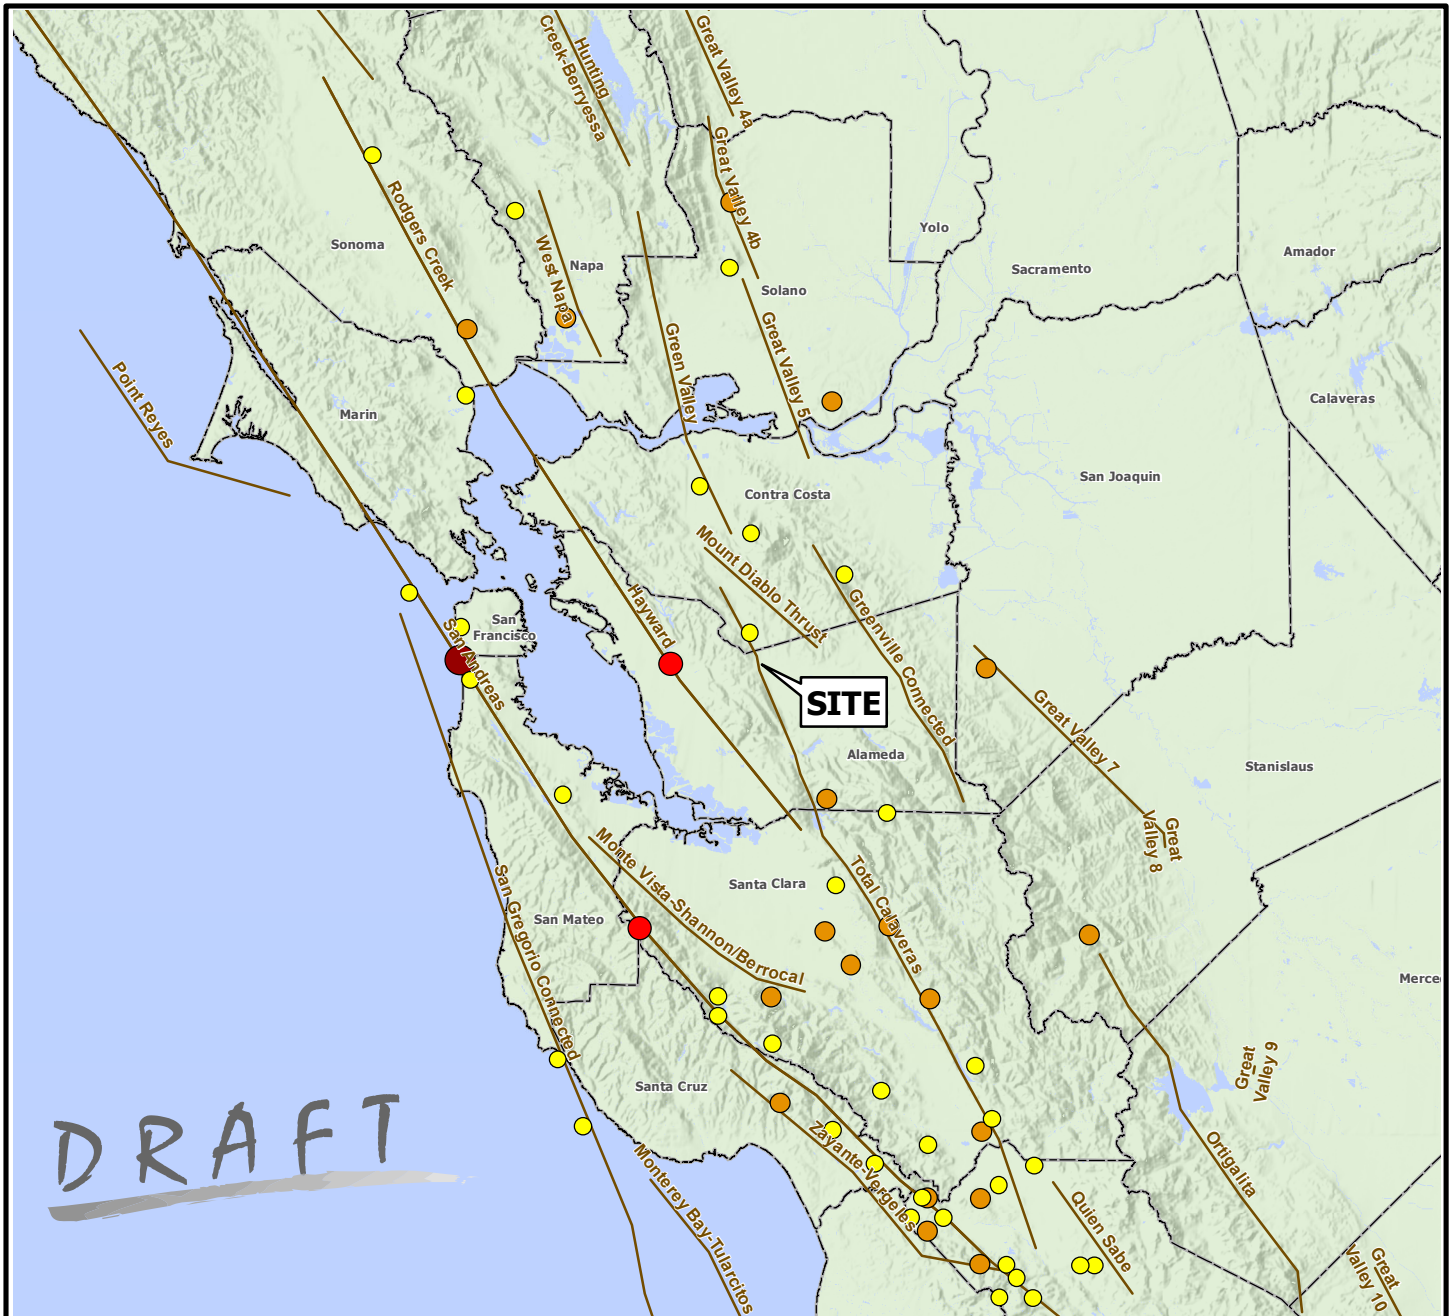 Great Valley 4a
Hunting
Creek-Berryessa
Great Valley 4b
Rodgers Creek
Yolo
Sonoma
West Napa
Napa
Amador
Sacramento
Solano
Green Valley
Great Valley 5
Point Reyes
Marin
Calaveras
San Joaquin
Contra Costa
Mount Diablo Thrust
Hayward
Greenville Connected
San
Francisco
San Andreas
SITE
Great Valley 7
Alameda
Stanislaus
Great
Valley 8
Monte Vista-Shannon/Berrocal
Total Calaveras
Santa Clara
San Gregorio Connected
San Mateo
Merced
Great
Valley 9
Santa Cruz
DRAFT
Zayante-Vergeles
Ortigalita
Monterey Bay-Tularcitos
Quien Sabe
Great
Valley 10